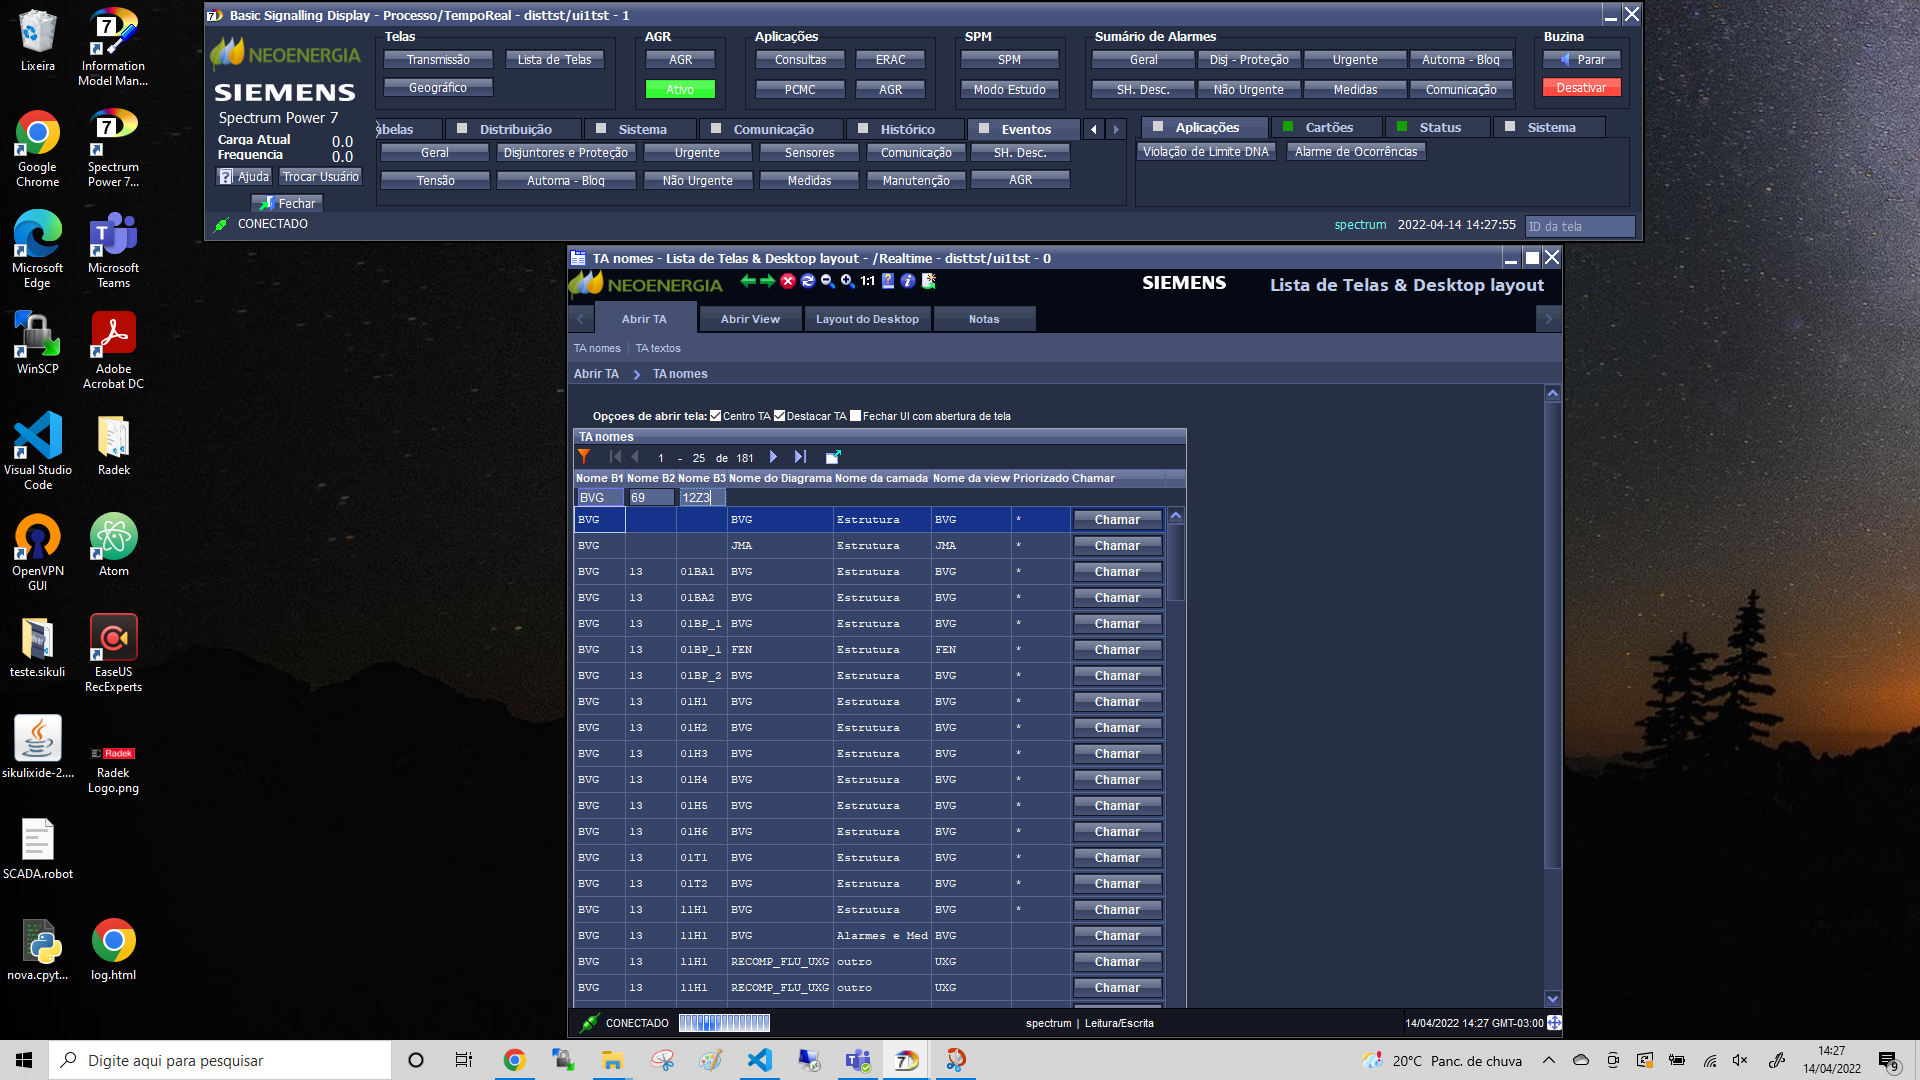 Lixeira
Information Model Man...
Google Chrome
Spectrum Power 7...
Microsoft Edge
Microsoft Teams
WinSCP
Adobe Acrobat DC
Visual Studio Code
Radek
OpenVPN GUI
Atom
teste.sikuli
EaseUS RecExperts
sikulixide-2....
Radek
Radek Logo.png
SCADA.robot
nova.cpyt...
log.html
Basic Signalling Display - Processo/TempoReal - disttst/ui1tst - 1
NEOENERGIA
SIEMENS
Spectrum Power 7
Carga Atual 0.0
Frequencia 0.0
Ajuda Trocar Usuário
Fechar
CONECTADO
Telas
Transmissão Lista de Telas
Geográfico
AGR
AGR
Ativo
Aplicações
Consultas ERAC
PCMC AGR
SPM
SPM
Modo Estudo
Sumário de Alarmes
Geral Disj - Proteção Urgente Automa - Bloq
SH. Desc. Não Urgente Medidas Comunicação
Buzina
Parar
Desativar
abelas Distribuição Sistema Comunicação Histórico Eventos
Geral Disjuntores e Proteção Urgente Sensores Comunicação SH. Desc.
Tensão Automa - Bloq Não Urgente Medidas Manutenção AGR
Aplicações Cartões Status Sistema
Violação de Limite DNA Alarme de Ocorrências
spectrum 2022-04-14 14:27:55 ID da tela
TA nomes - Lista de Telas & Desktop layout - /Realtime - disttst/ui1tst - 0
NEOENERGIA 1:1 SIEMENS Lista de Telas & Desktop layout
Abrir TA Abrir View Layout do Desktop Notas
TA nomes TA textos
Abrir TA > TA nomes
Opçoes de abrir tela: Centro TA Destacar TA Fechar UI com abertura de tela
TA nomes
1 - 25 de 181
Nome B1 Nome B2 Nome B3 Nome do Diagrama Nome da camada Nome da view Priorizado Chamar
BVG 69 12Z3
BVG BVG Estrutura BVG * Chamar
BVG JMA Estrutura JMA * Chamar
BVG 13 01BA1 BVG Estrutura BVG * Chamar
BVG 13 01BA2 BVG Estrutura BVG * Chamar
BVG 13 01BP_1 BVG Estrutura BVG * Chamar
BVG 13 01BP_1 FEN Estrutura FEN * Chamar
BVG 13 01BP_2 BVG Estrutura BVG * Chamar
BVG 13 01H1 BVG Estrutura BVG * Chamar
BVG 13 01H2 BVG Estrutura BVG * Chamar
BVG 13 01H3 BVG Estrutura BVG * Chamar
BVG 13 01H4 BVG Estrutura BVG * Chamar
BVG 13 01H5 BVG Estrutura BVG * Chamar
BVG 13 01H6 BVG Estrutura BVG * Chamar
BVG 13 01T1 BVG Estrutura BVG * Chamar
BVG 13 01T2 BVG Estrutura BVG * Chamar
BVG 13 11H1 BVG Estrutura BVG * Chamar
BVG 13 11H1 BVG Alarmes e Med BVG Chamar
BVG 13 11H1 RECOMP_FLU_UXG outro UXG Chamar
BVG 13 11H1 RECOMP_FLU_UXG outro UXG Chamar
CONECTADO spectrum | Leitura/Escrita 14/04/2022 14:27 GMT-03:00
Digite aqui para pesquisar
20°C Panc. de chuva
14:27
14/04/2022
9